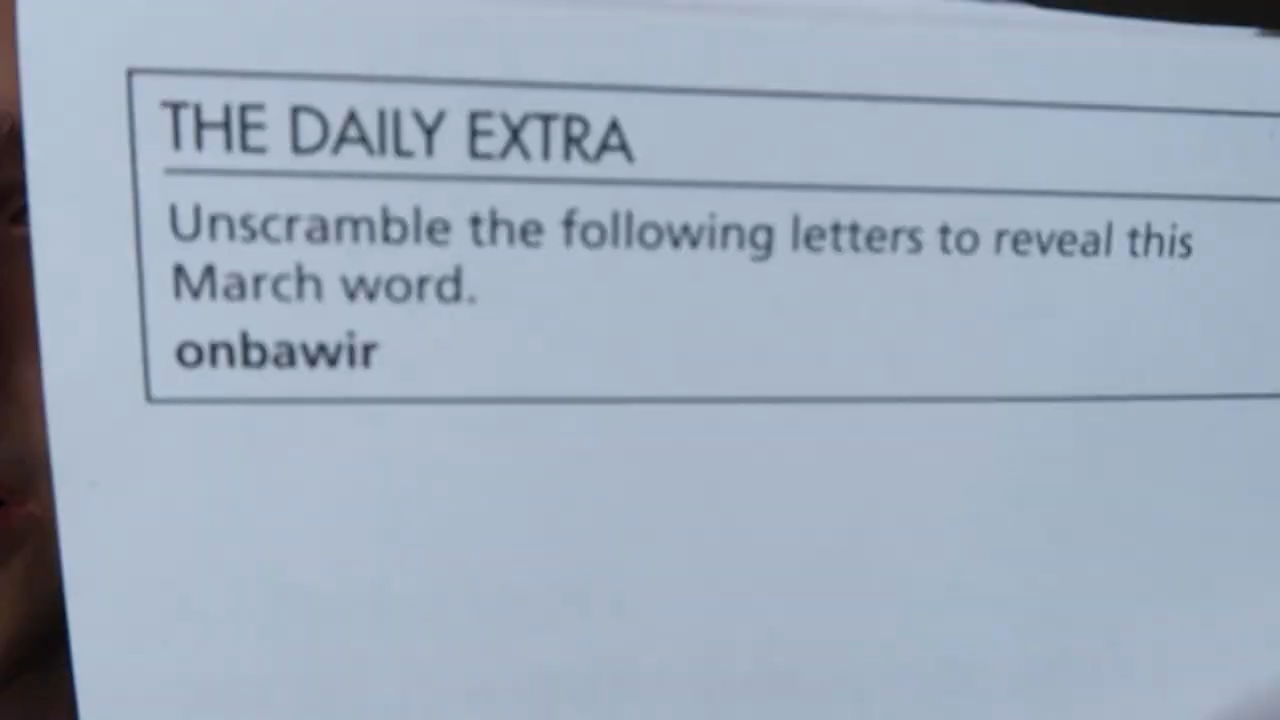 THE DAILY EXTRA
Unscramble the following letters to reveal this
March word.
onbawir